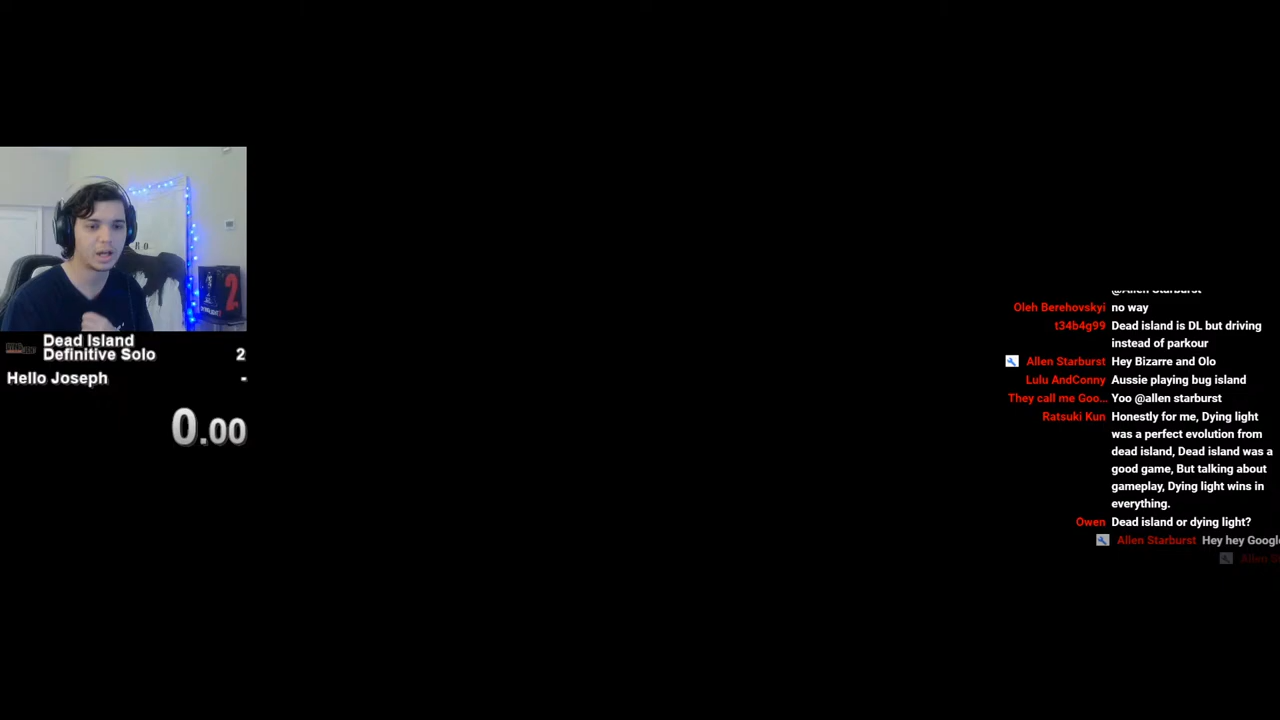 Dead Island
Definitive Solo 2
Hello Joseph -
0.00
2
@Allen Starburst
Oleh Berehovskyi no way
t34b4g99 Dead island is DL but driving
instead of parkour
Allen Starburst Hey Bizarre and Olo
Lulu AndConny Aussie playing bug island
They call me Goo... Yoo @allen starburst
Ratsuki Kun Honestly for me, Dying light
was a perfect evolution from
dead island, Dead island was a
good game, But talking about
gameplay, Dying light wins in
everything.
Owen Dead island or dying light?
Allen Starburst Hey hey Google